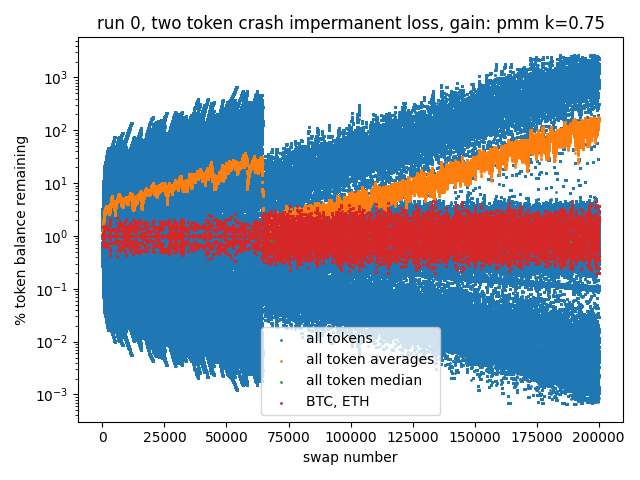 run 0, two token crash impermanent loss, gain: pmm k=0.75
% token balance remaining
10³
10²
10¹
10⁰
10⁻¹
10⁻²
10⁻³
all tokens
all token averages
all token median
BTC, ETH
0 25000 50000 75000 100000 125000 150000 175000 200000
swap number